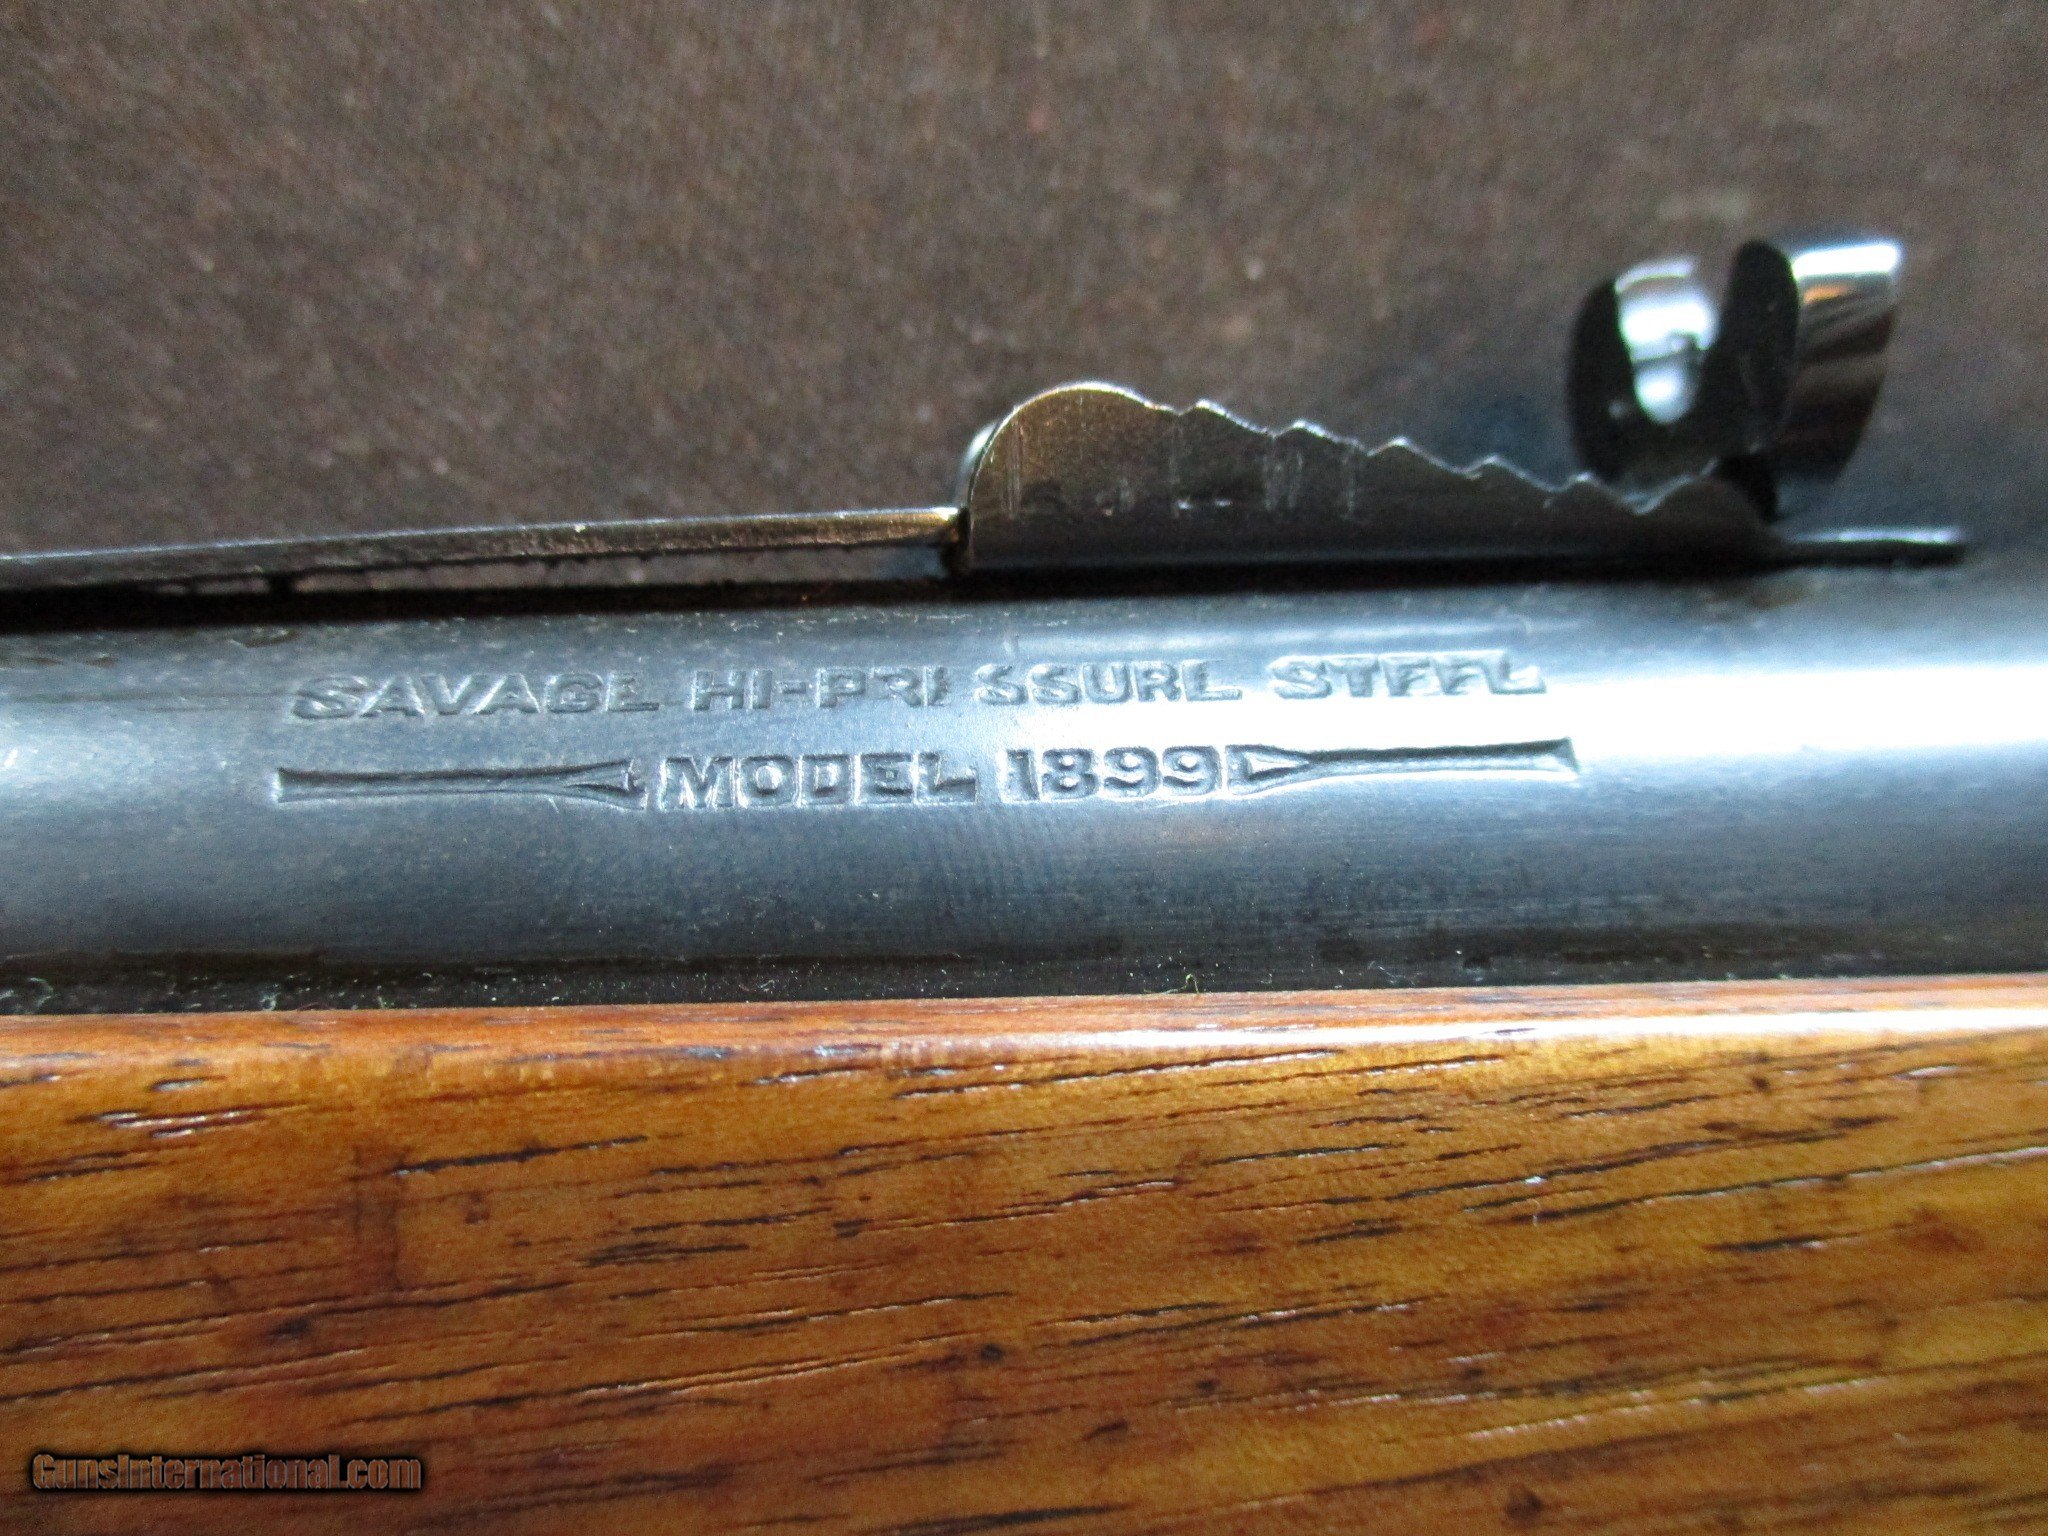 SAVAGE HI-PRESSURE STEEL
MODEL 1899
GunsInternational.com